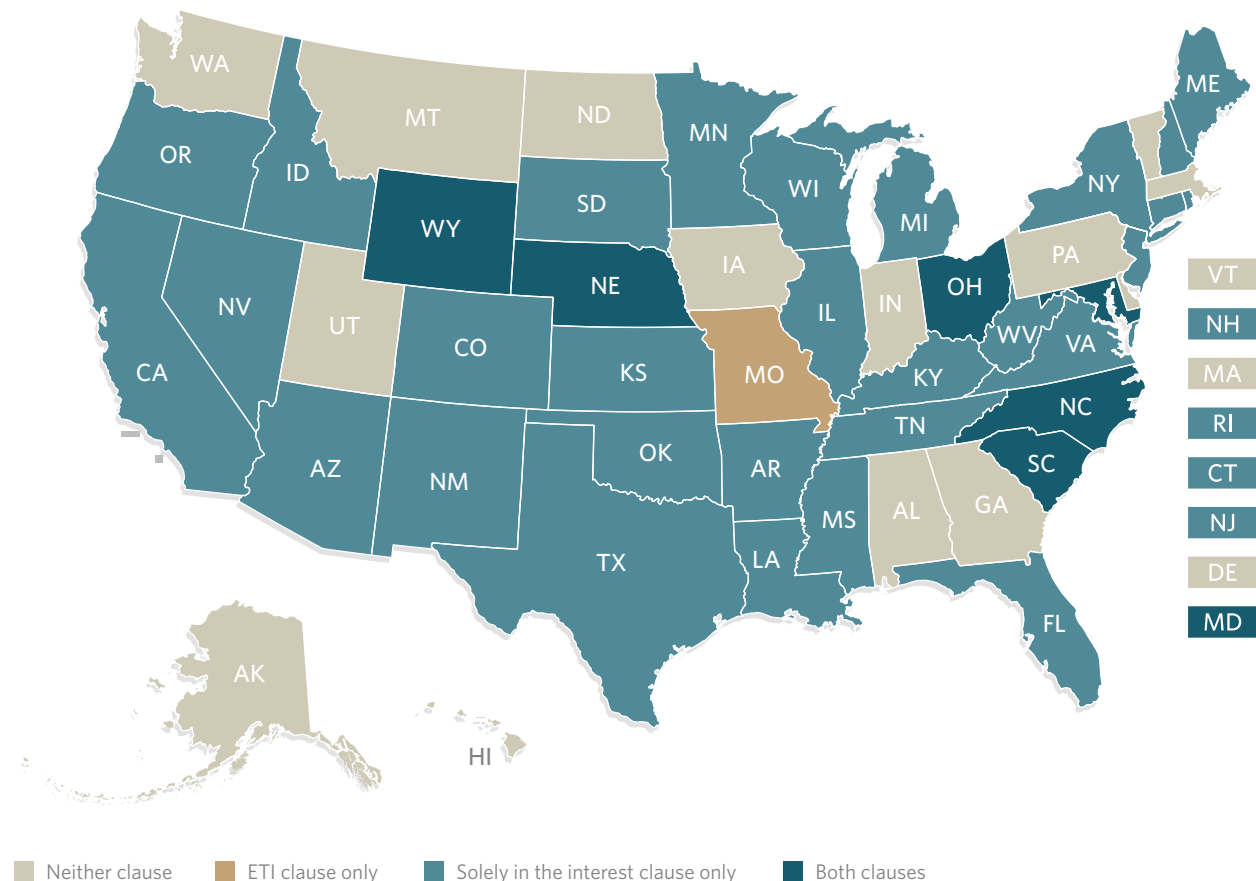 WA
MT
ND
MN
ME
OR
ID
WY
SD
WI
MI
NY
NE
IA
PA
NV
UT
CO
IL
IN
OH
VT
NH
MA
RI
CT
NJ
DE
MD
CA
KS
MO
KY
WV
VA
AZ
NM
OK
AR
TN
NC
SC
TX
LA
MS
AL
GA
FL
AK
HI
Neither clause ETI clause only Solely in the interest clause only Both clauses